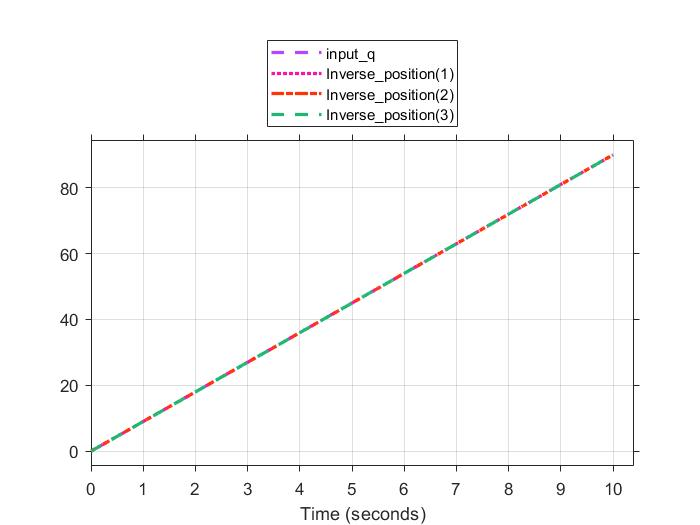 input_q
Inverse_position(1)
Inverse_position(2)
Inverse_position(3)
80
60
40
20
0
0 1 2 3 4 5 6 7 8 9 10
Time (seconds)